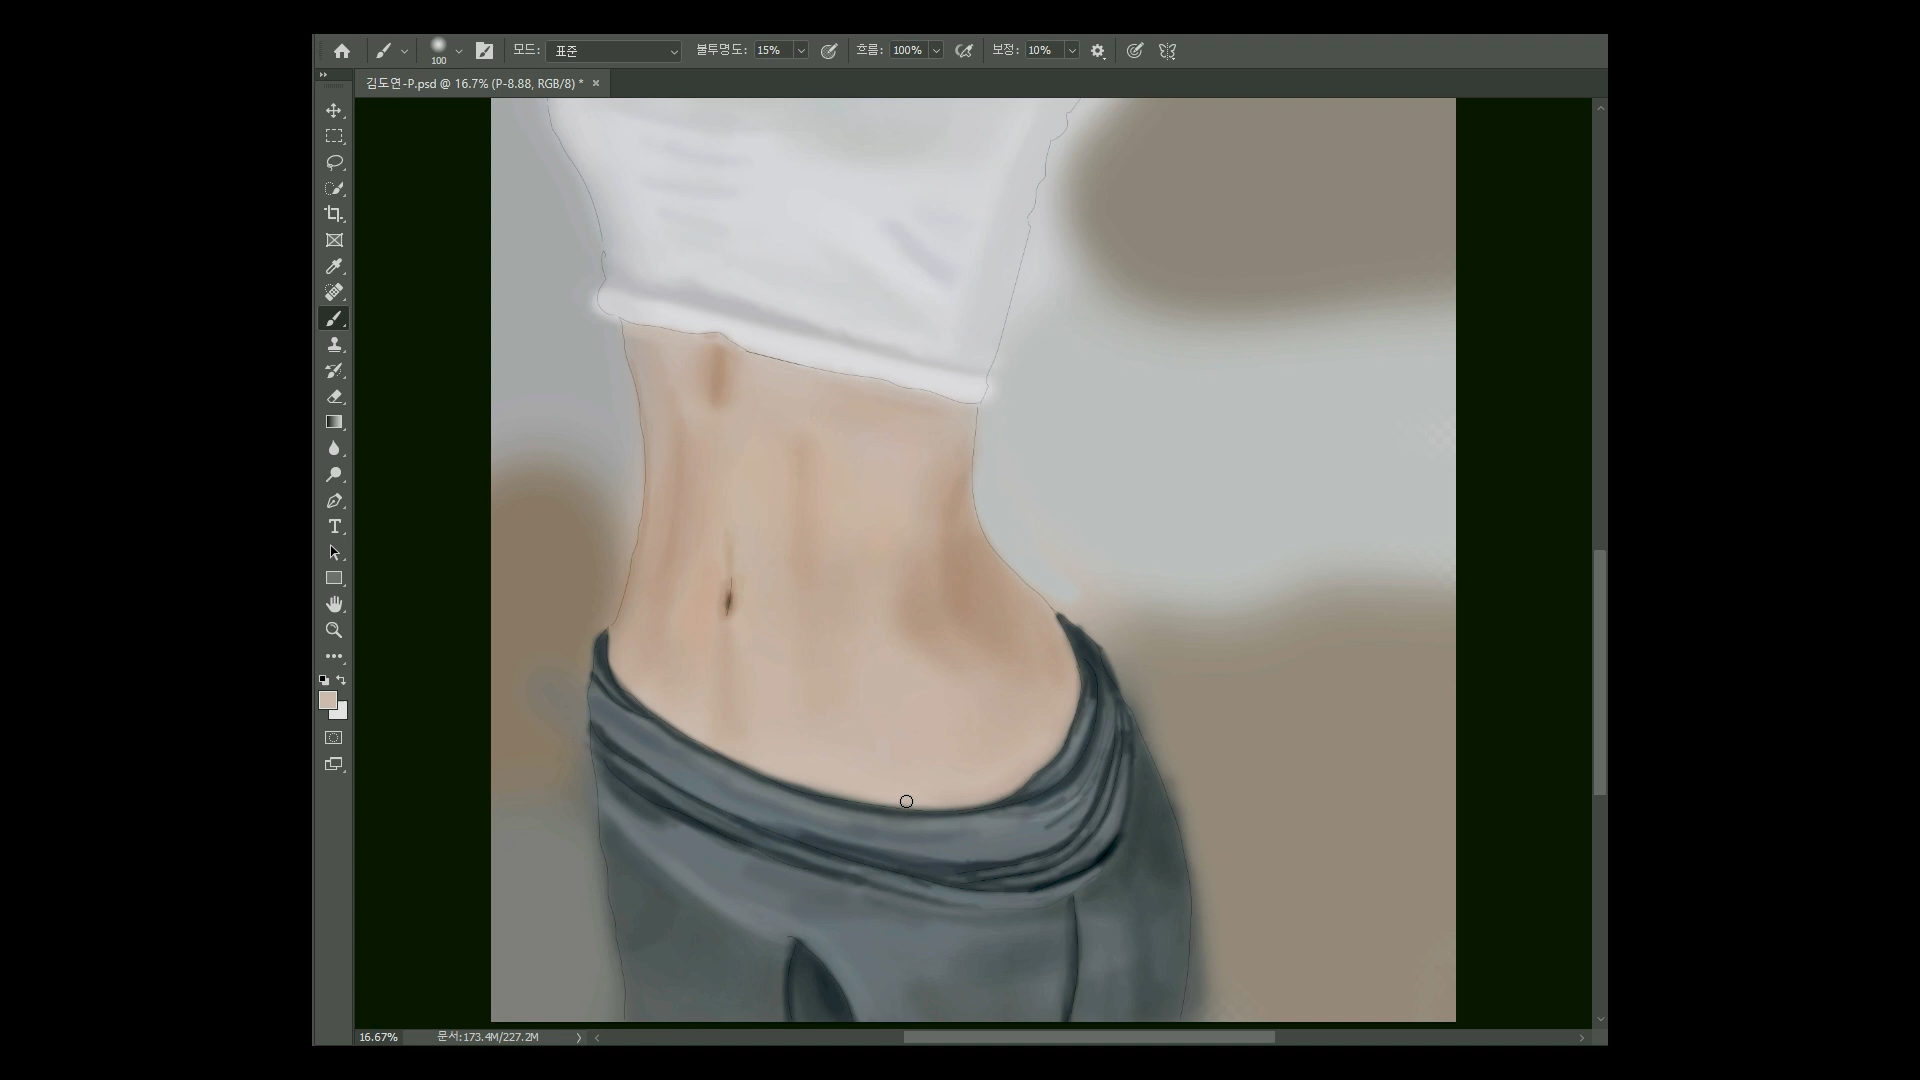 모드: 표준 불투명도: 15% 흐름: 100% 보정: 10%
100
김도연-P.psd @ 16.7% (P-8.88, RGB/8) *
16.67% 문서:173.4M/227.2M